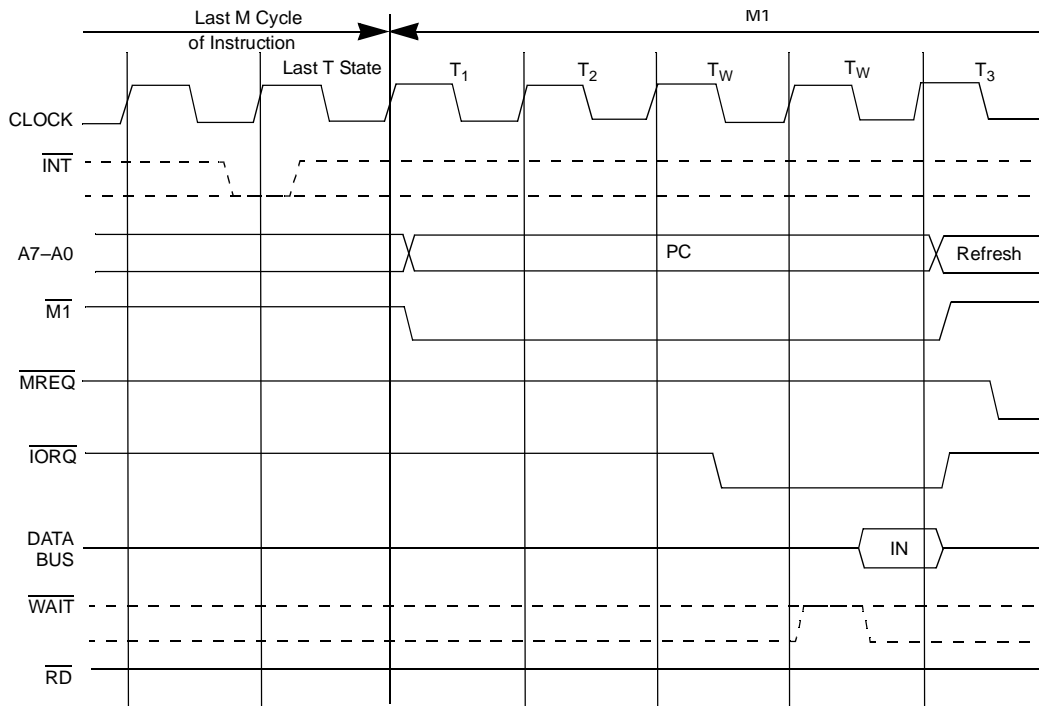 Last M Cycle
of Instruction
M1
Last T State
T1
T2
TW
TW
T3
CLOCK
INT
A7–A0
PC
Refresh
M1
MREQ
IORQ
DATA
BUS
IN
WAIT
RD